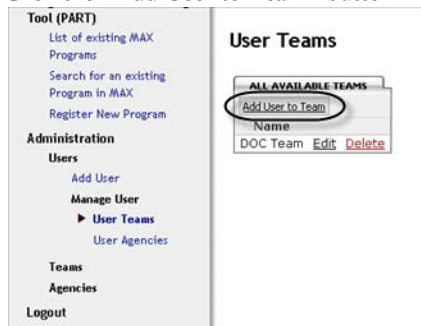 Tool (PART)
List of existing MAX
Programs
Search for an existing
Program in MAX
Register New Program
Administration
Users
Add User
Manage User
User Teams
User Agencies
Teams
Agencies
Logout
User Teams
ALL AVAILABLE TEAMS
Add User to Team
Name
DOC Team Edit Delete